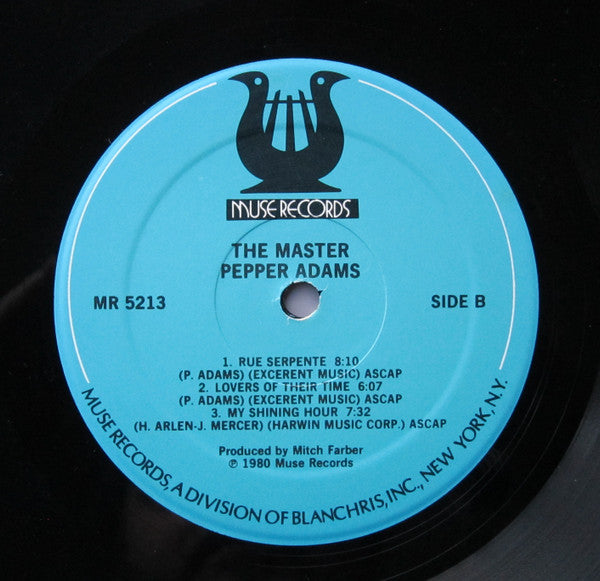 MUSE RECORDS
THE MASTER
PEPPER ADAMS
MR 5213
SIDE B
1. RUE SERPENTE 8:10
(P. ADAMS) (EXCERENT MUSIC) ASCAP
2. LOVERS OF THEIR TIME 6:07
(P. ADAMS) (EXCERENT MUSIC) ASCAP
3. MY SHINING HOUR 7:32
(H. ARLEN-J. MERCER) (HARWIN MUSIC CORP.) ASCAP
Produced by Mitch Farber
℗ 1980 Muse Records
MUSE RECORDS, A DIVISION OF BLANCHRIS, INC., NEW YORK, N.Y.